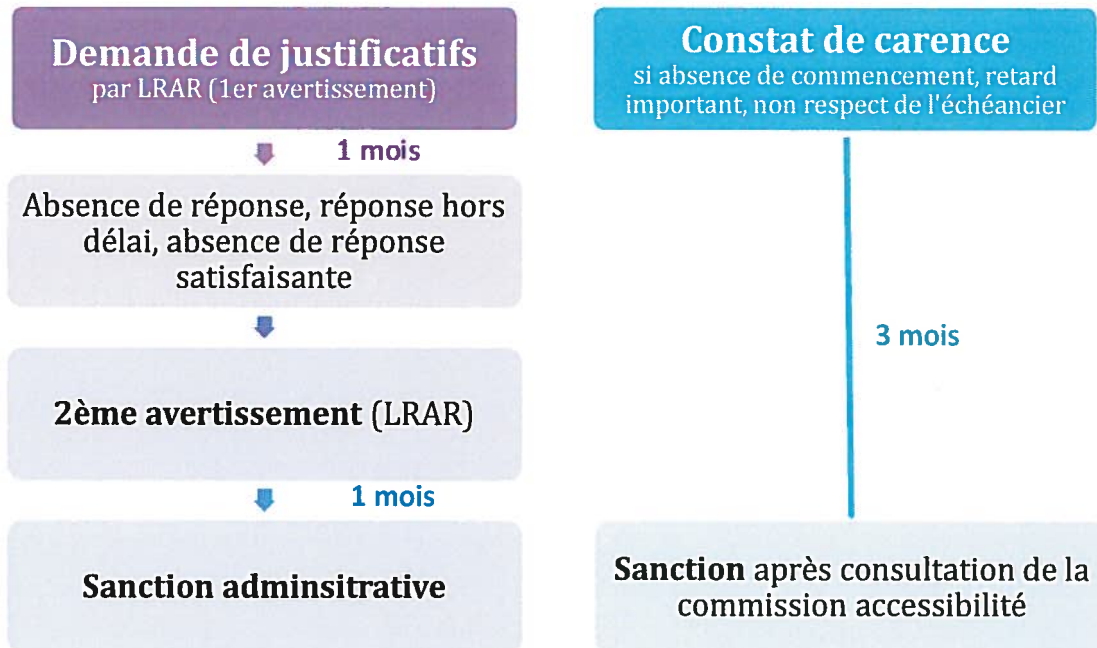 Demande de justificatifs
par LRAR (1er avertissement)
1 mois
Absence de réponse, réponse hors
délai, absence de réponse
satisfaisante
2ème avertissement (LRAR)
1 mois
Sanction adminsitrative
Constat de carence
si absence de commencement, retard
important, non respect de l'échéancier
3 mois
Sanction après consultation de la
commission accessibilité